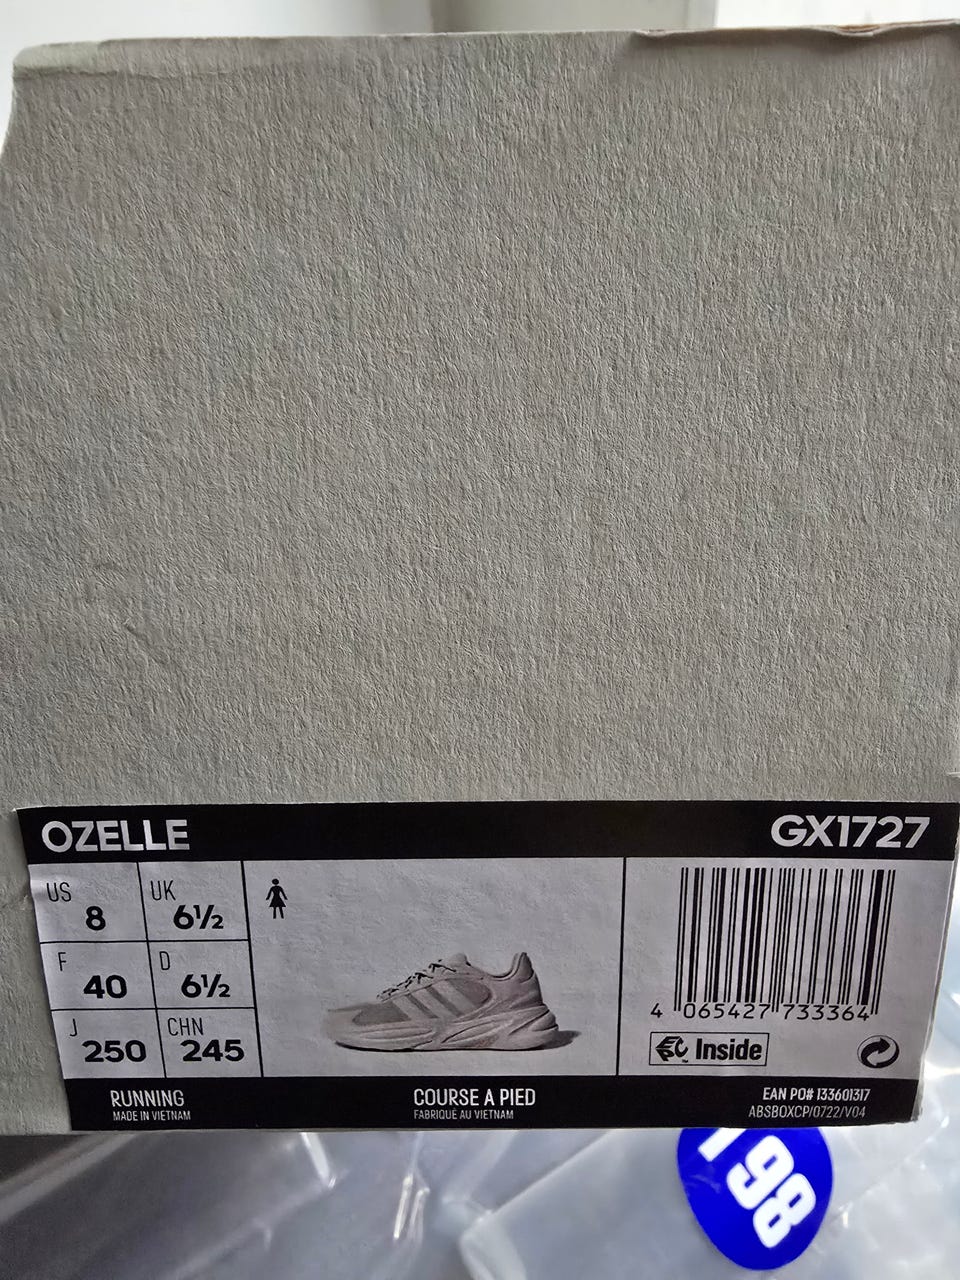 OZELLE GX1727
US 8 UK 6½
F 40 D 6½
J 250 CHN 245
4 065427 733364
Inside
RUNNING
MADE IN VIETNAM
COURSE A PIED
FABRIQUÉ AU VIETNAM
EAN PO# 133601317
ABSBOXCP/0722/V04
198